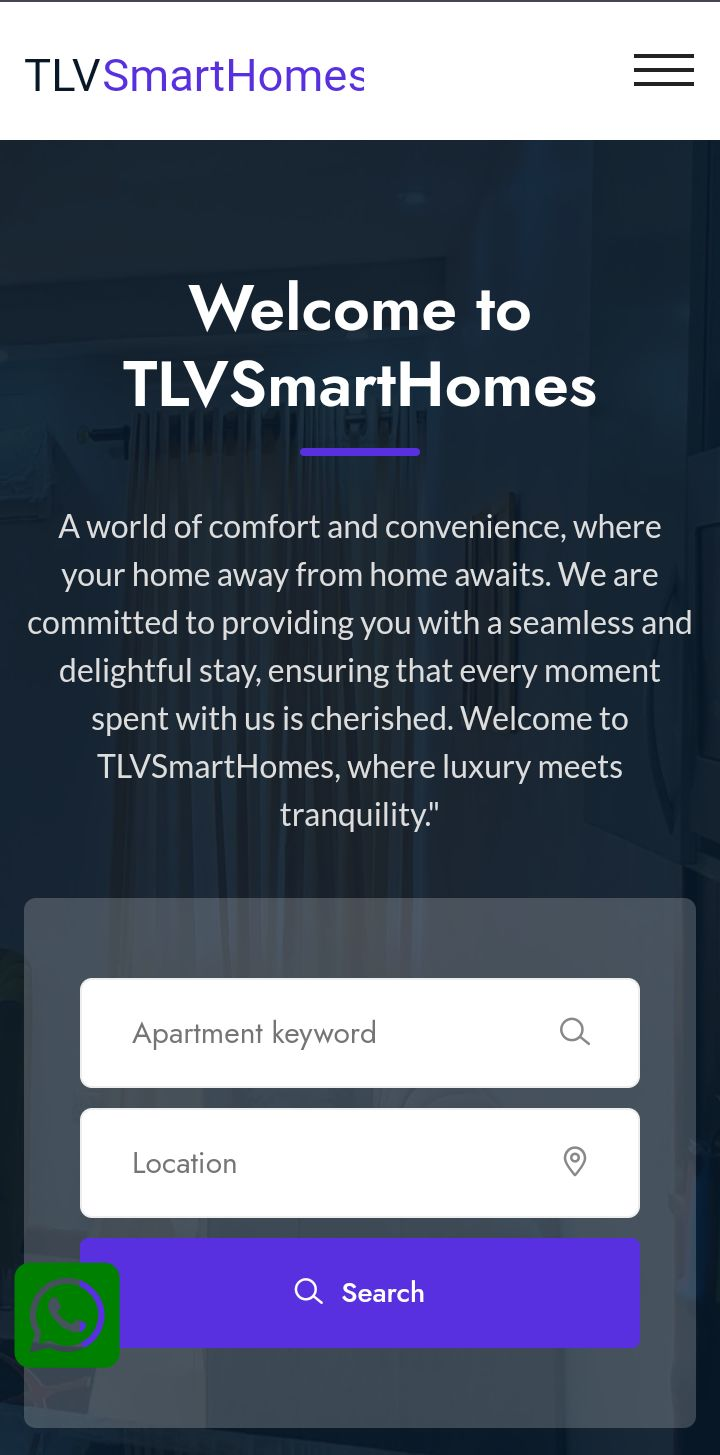 TLVSmartHomes
Welcome to
TLVSmartHomes
A world of comfort and convenience, where
your home away from home awaits. We are
committed to providing you with a seamless and
delightful stay, ensuring that every moment
spent with us is cherished. Welcome to
TLVSmartHomes, where luxury meets
tranquility."
Apartment keyword
Location
Search